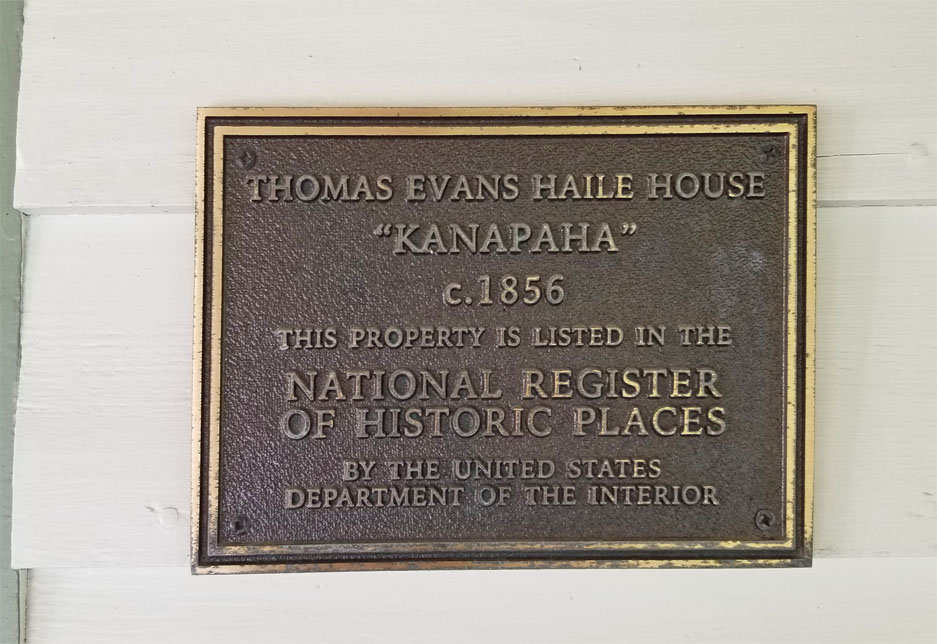 THOMAS EVANS HAILE HOUSE
“KANAPAHA”
c.1856
THIS PROPERTY IS LISTED IN THE
NATIONAL REGISTER
OF HISTORIC PLACES
BY THE UNITED STATES
DEPARTMENT OF THE INTERIOR